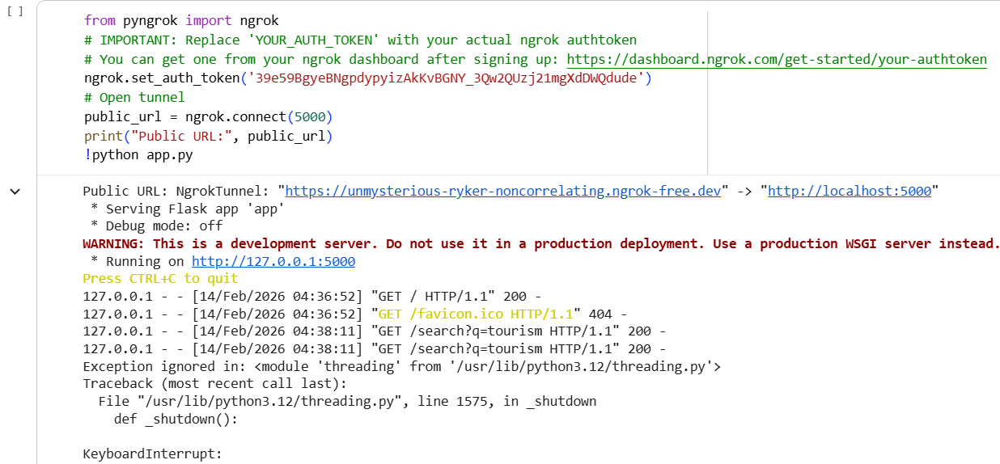 [ ]
from pyngrok import ngrok
# IMPORTANT: Replace 'YOUR_AUTH_TOKEN' with your actual ngrok authtoken
# You can get one from your ngrok dashboard after signing up: https://dashboard.ngrok.com/get-started/your-authtoken
ngrok.set_auth_token('39e59BgyeBNgpdypyizAkKvBGNY_3Qw2QUzj21mgXdDWQdude')
# Open tunnel
public_url = ngrok.connect(5000)
print("Public URL:", public_url)
!python app.py
Public URL: NgrokTunnel: "https://unmysterious-ryker-noncorrelating.ngrok-free.dev" -> "http://localhost:5000"
 * Serving Flask app 'app'
 * Debug mode: off
WARNING: This is a development server. Do not use it in a production deployment. Use a production WSGI server instead.
 * Running on http://127.0.0.1:5000
Press CTRL+C to quit
127.0.0.1 - - [14/Feb/2026 04:36:52] "GET / HTTP/1.1" 200 -
127.0.0.1 - - [14/Feb/2026 04:36:52] "GET /favicon.ico HTTP/1.1" 404 -
127.0.0.1 - - [14/Feb/2026 04:38:11] "GET /search?q=tourism HTTP/1.1" 200 -
127.0.0.1 - - [14/Feb/2026 04:38:11] "GET /search?q=tourism HTTP/1.1" 200 -
Exception ignored in: <module 'threading' from '/usr/lib/python3.12/threading.py'>
Traceback (most recent call last):
  File "/usr/lib/python3.12/threading.py", line 1575, in _shutdown
    def _shutdown():
KeyboardInterrupt: